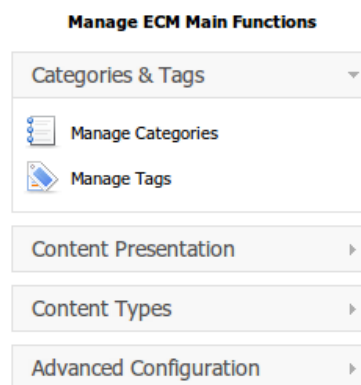 Manage ECM Main Functions
Categories & Tags
Manage Categories
Manage Tags
Content Presentation
Content Types
Advanced Configuration